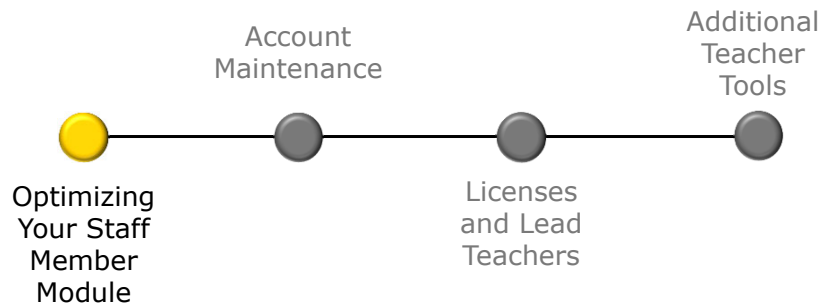 Optimizing
Your Staff
Member
Module
Account
Maintenance
Licenses
and Lead
Teachers
Additional
Teacher
Tools